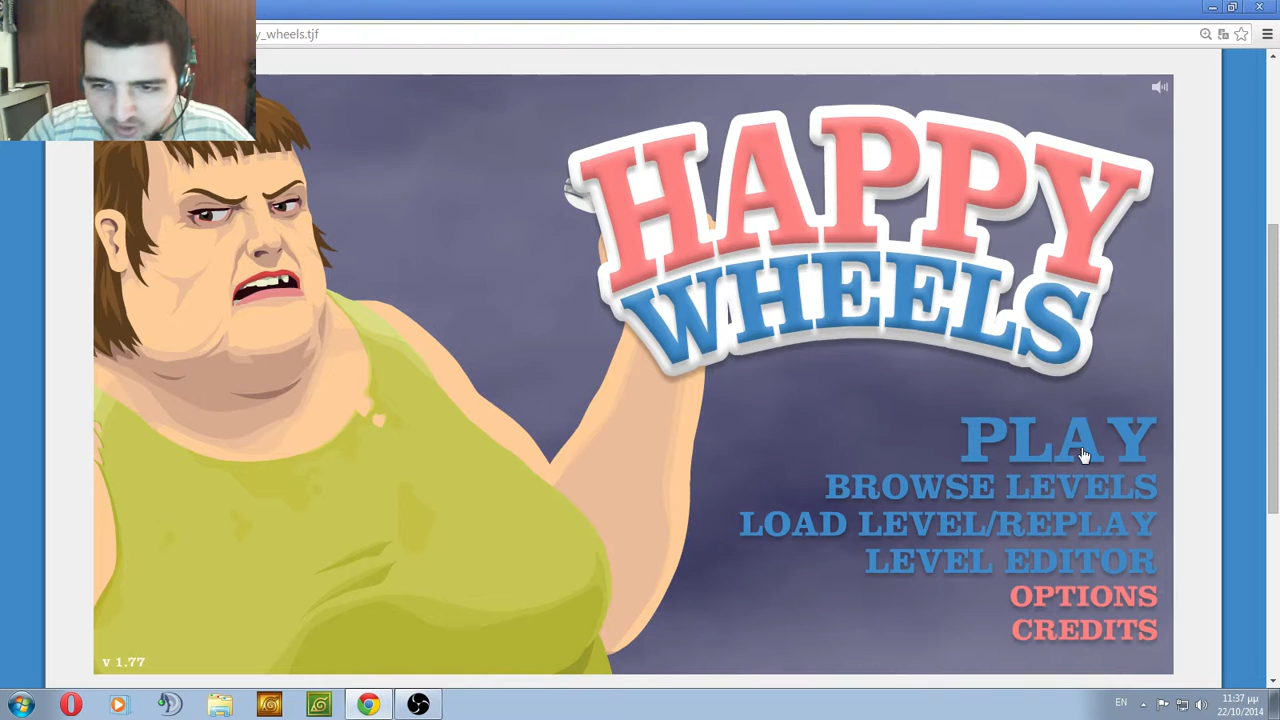 y_wheels.tjf
HAPPY
WHEELS
PLAY
BROWSE LEVELS
LOAD LEVEL/REPLAY
LEVEL EDITOR
OPTIONS
CREDITS
v 1.77
EN
11:37 μμ
22/10/2014